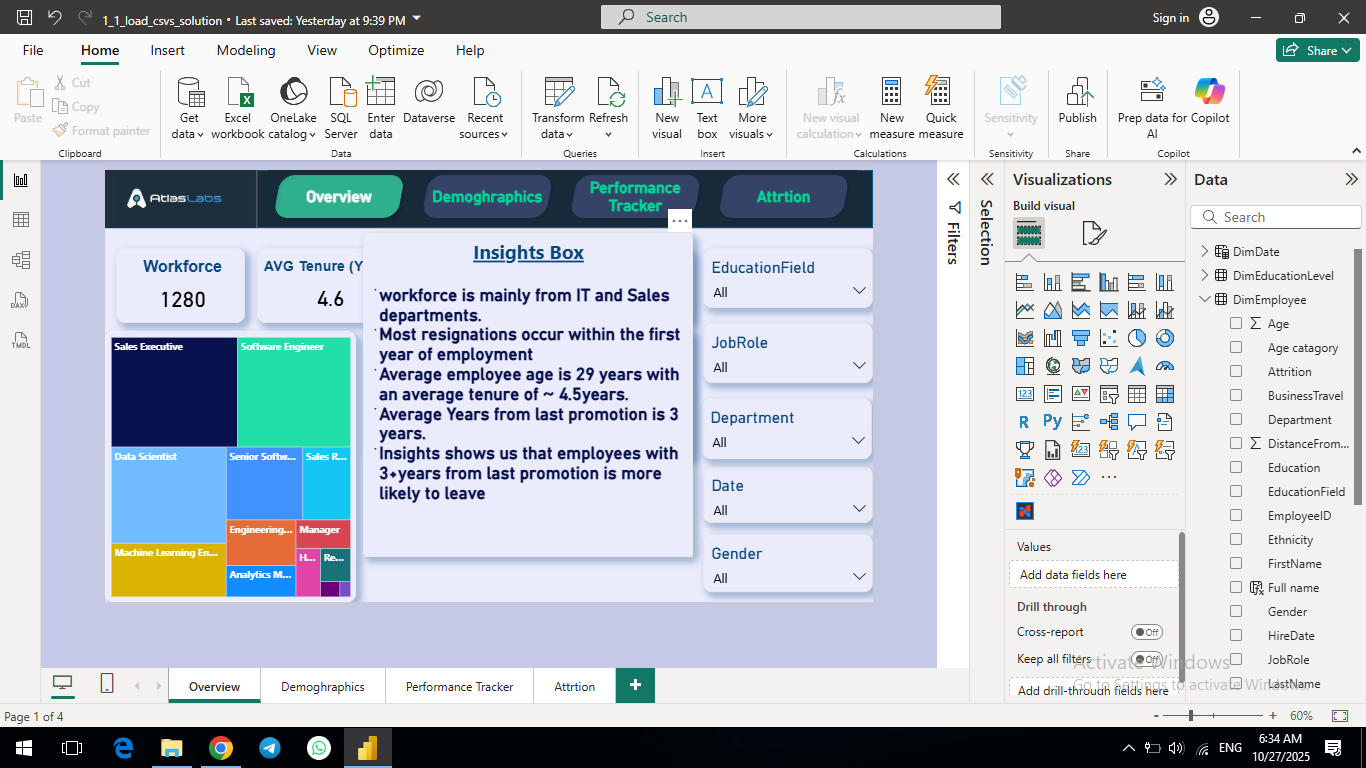 1_1_load_csvs_solution • Last saved: Yesterday at 9:39 PM
Search
Sign in
File
Home
Insert
Modeling
View
Optimize
Help
Share
Paste
Cut
Copy
Format painter
Clipboard
Get data
Excel workbook
OneLake catalog
SQL Server
Enter data
Dataverse
Recent sources
Data
Transform data
Refresh
Queries
New visual
Text box
More visuals
Insert
New visual calculation
New measure
Quick measure
Calculations
Sensitivity
Sensitivity
Publish
Share
Prep data for AI
Copilot
Copilot
AtlasLabs
Overview
Demoghraphics
Performance
Tracker
Attrtion
Workforce
1280
AVG Tenure (Y
4.6
Sales Executive
Software Engineer
Data Scientist
Senior Softw...
Sales R...
Machine Learning En...
Engineering...
Manager
Analytics M...
H...
Re...
Insights Box
workforce is mainly from IT and Sales
departments.
Most resignations occur within the first
year of employment
Average employee age is 29 years with
an average tenure of ~ 4.5years.
Average Years from last promotion is 3
years.
Insights shows us that employees with
3+years from last promotion is more
likely to leave
EducationField
All
JobRole
All
Department
All
Date
All
Gender
All
Filters
Selection
Visualizations
Build visual
Values
Add data fields here
Drill through
Cross-report
Off
Keep all filters
Off
Add drill-through fields here
Data
Search
DimDate
DimEducationLevel
DimEmployee
Age
Age catagory
Attrition
BusinessTravel
Department
DistanceFrom...
Education
EducationField
EmployeeID
Ethnicity
FirstName
Full name
Gender
HireDate
JobRole
LastName
Activate Windows
Go to Settings to activate Windows.
Overview
Demoghraphics
Performance Tracker
Attrtion
Page 1 of 4
60%
ENG
6:34 AM
10/27/2025